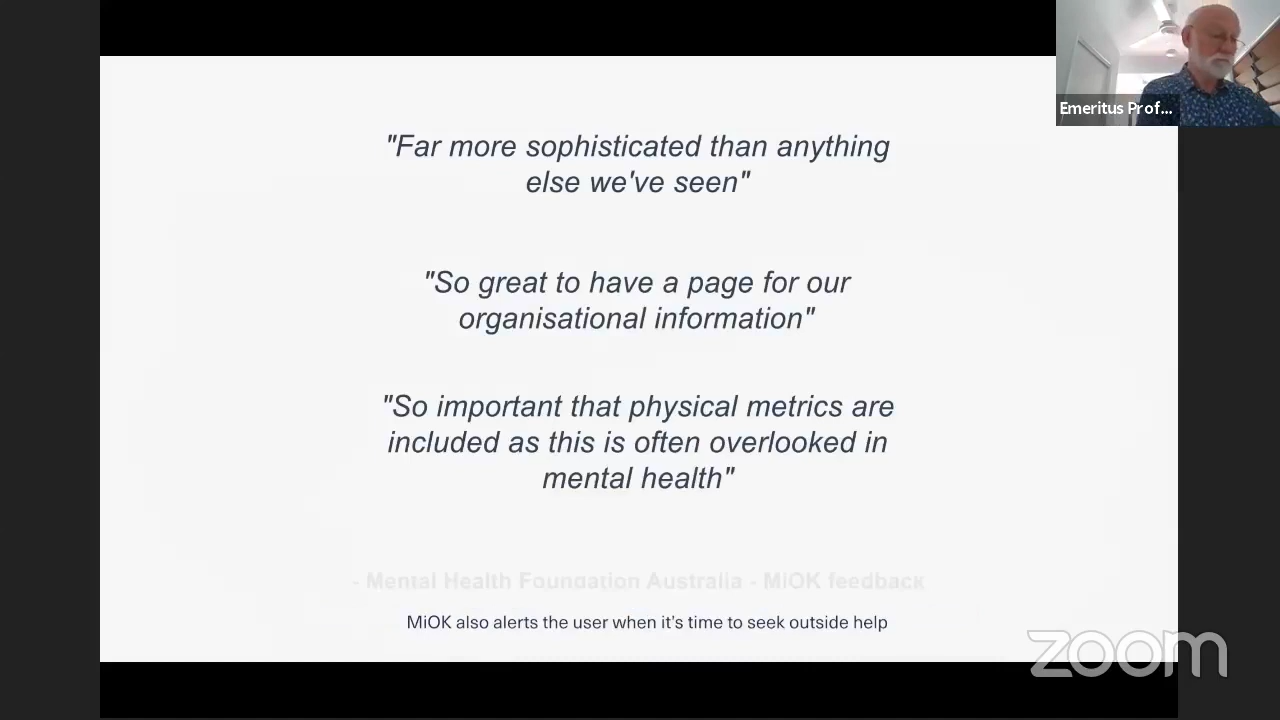 Emeritus Prof...
"Far more sophisticated than anything
else we've seen"
"So great to have a page for our
organisational information"
"So important that physical metrics are
included as this is often overlooked in
mental health"
- Mental Health Foundation Australia - MiOK feedback
MiOK also alerts the user when it's time to seek outside help
zoom